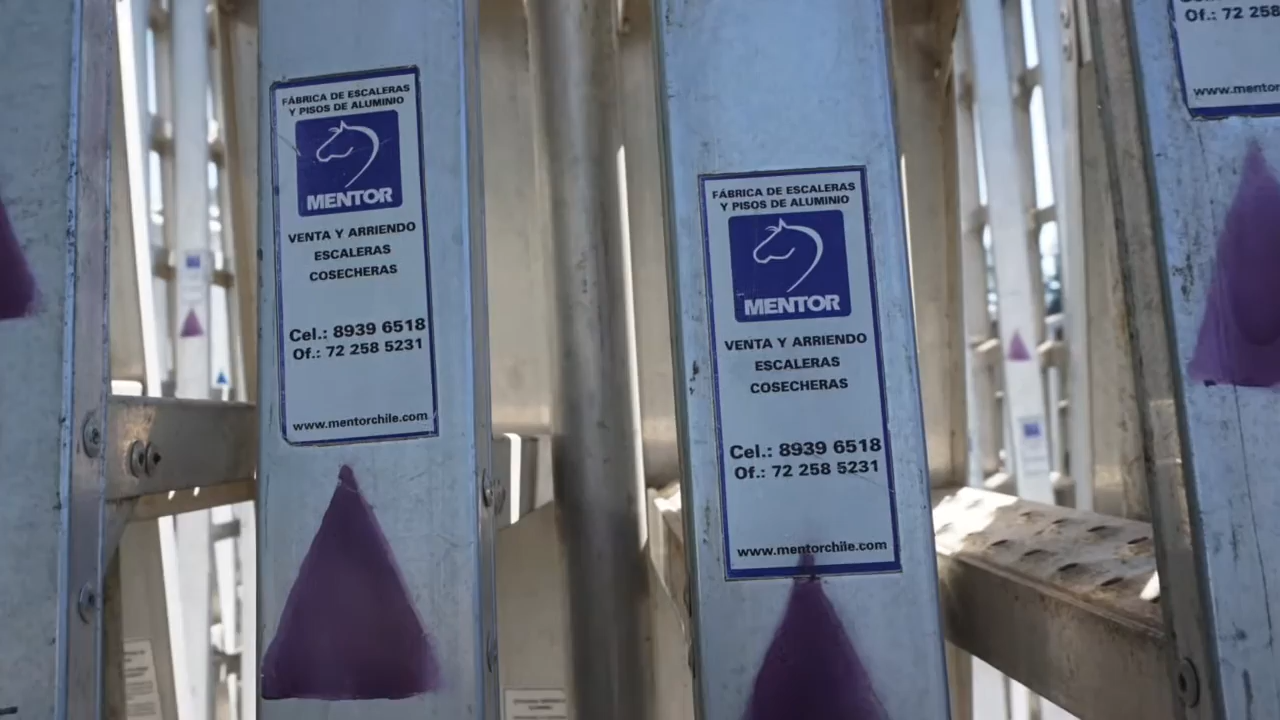 FÁBRICA DE ESCALERAS
Y PISOS DE ALUMINIO
MENTOR
VENTA Y ARRIENDO
ESCALERAS
COSECHERAS
Cel.: 8939 6518
Of.: 72 258 5231
www.mentorchile.com
FÁBRICA DE ESCALERAS
Y PISOS DE ALUMINIO
MENTOR
VENTA Y ARRIENDO
ESCALERAS
COSECHERAS
Cel.: 8939 6518
Of.: 72 258 5231
www.mentorchile.com
Of.: 72 258
www.mentor